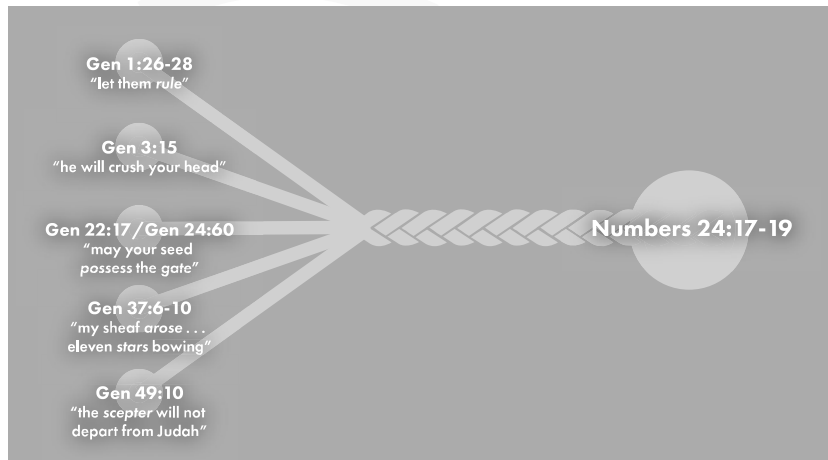 Gen 1:26-28
“let them rule”
Gen 3:15
“he will crush your head”
Gen 22:17/Gen 24:60
“may your seed
possess the gate”
Gen 37:6-10
“my sheaf arose . . .
eleven stars bowing”
Gen 49:10
“the scepter will not
depart from Judah”
Numbers 24:17-19